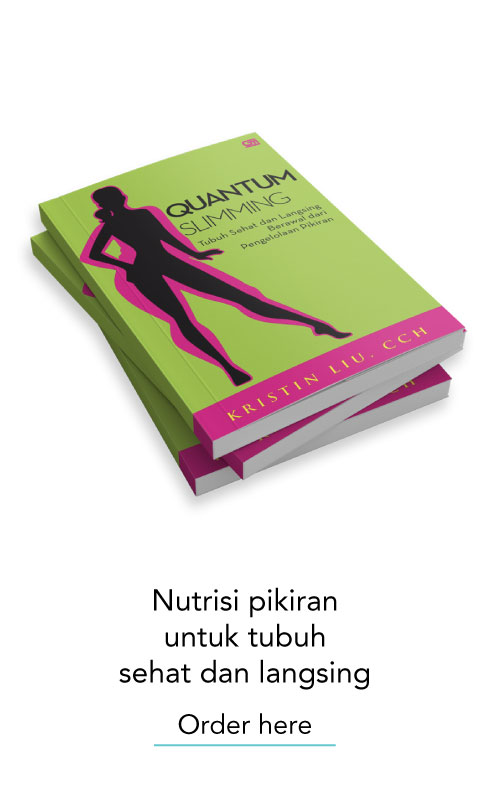 QUANTUM
SLIMMING
Tubuh Sehat dan Langsing
Berawal dari
Pengelolaan Pikiran
KRISTIN LIU, CCH
CH
Nutrisi pikiran
untuk tubuh
sehat dan langsing
Order here